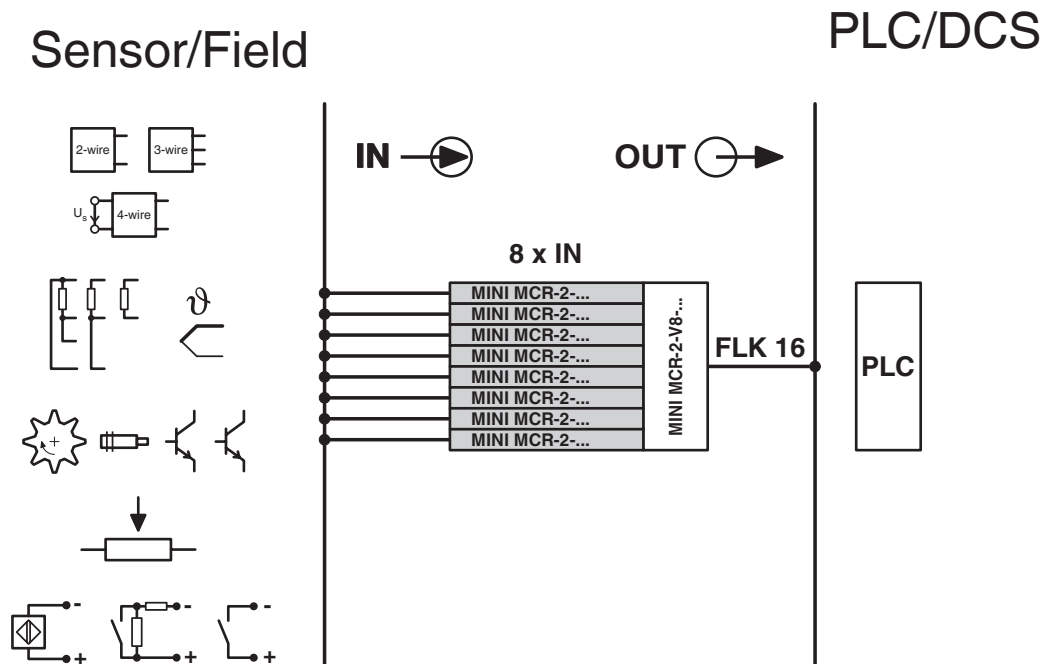 Sensor/Field
PLC/DCS
2-wire
3-wire
Us
4-wire
IN
OUT
8 x IN
MINI MCR-2-...
MINI MCR-2-...
MINI MCR-2-...
MINI MCR-2-...
MINI MCR-2-...
MINI MCR-2-...
MINI MCR-2-...
MINI MCR-2-...
MINI MCR-2-V8-...
FLK 16
PLC
ϑ
+
-
+
-
+
-
+